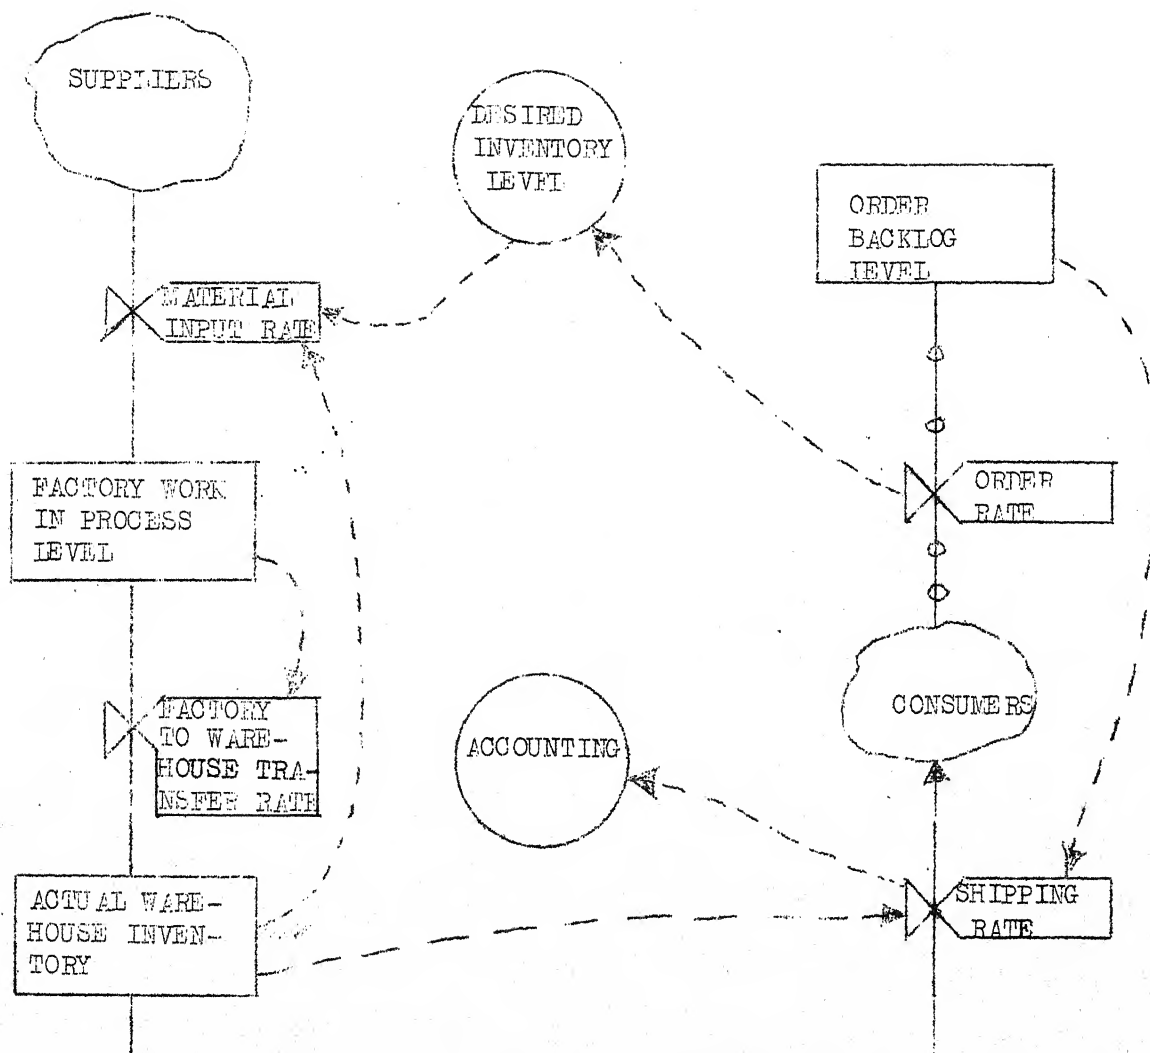 SUPPLIERS
DESIRED
INVENTORY
LEVEL
ORDER
BACKLOG
LEVEL
MATERIAL
INPUT RATE
FACTORY WORK
IN PROCESS
LEVEL
ORDER
RATE
FACTORY
TO WARE-
HOUSE TRA-
NSFER RATE
ACCOUNTING
CONSUMERS
ACTUAL WARE-
HOUSE INVEN-
TORY
SHIPPING
RATE